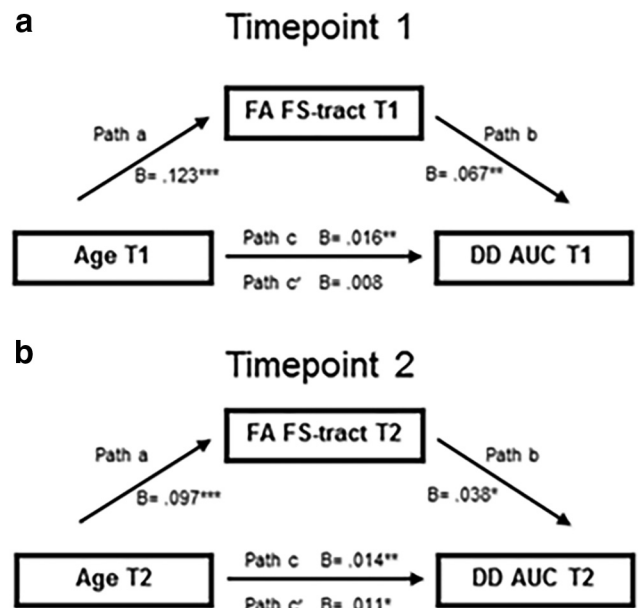 a
Timepoint 1
FA FS-tract T1
Path a
Path b
B= .123***
B= .067**
Age T1
Path c B= .016**
DD AUC T1
Path c' B= .008
b
Timepoint 2
FA FS-tract T2
Path a
Path b
B= .097***
B= .038*
Age T2
Path c B= .014**
DD AUC T2
Path c' B= .011*